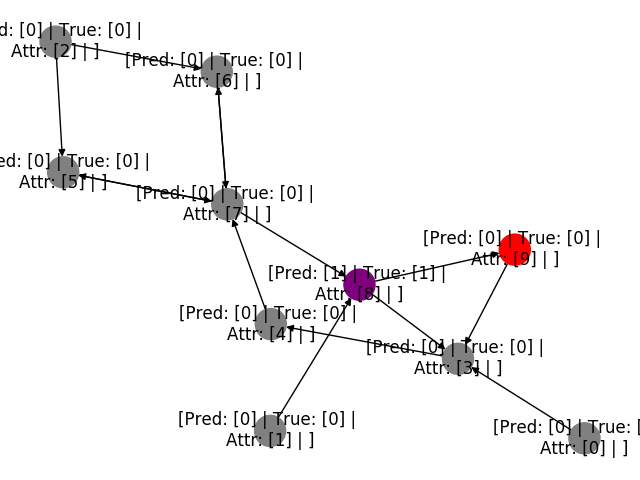 d: [0] | True: [0] |
Attr: [2] | ]
[Pred: [0] | True: [0] |
Attr: [6] | ]
ed: [0] | True: [0] |
Attr: [5] | ]
[Pred: [0] | True: [0] |
Attr: [7] | ]
[Pred: [0] | True: [0] |
Attr: [9] | ]
[Pred: [1] | True: [1] |
Attr: [8] | ]
[Pred: [0] | True: [0] |
Attr: [4] | ]
[Pred: [0] | True: [0] |
Attr: [3] | ]
[Pred: [0] | True: [0] |
Attr: [1] | ]
[Pred: [0] | True: [
Attr: [0] | ]